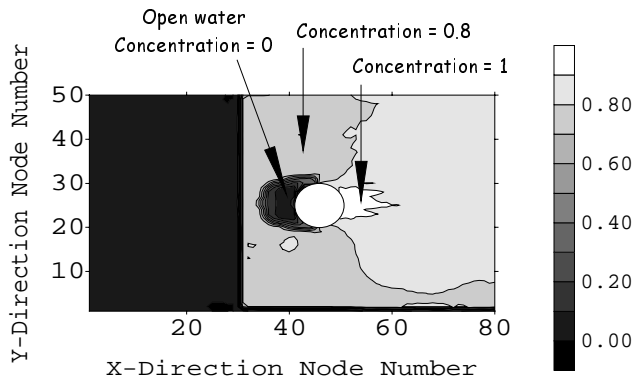 Open water
Concentration = 0
Concentration = 0.8
Concentration = 1
Y-Direction Node Number
50
40
30
20
10
20
40
60
80
X-Direction Node Number
0.80
0.60
0.40
0.20
0.00